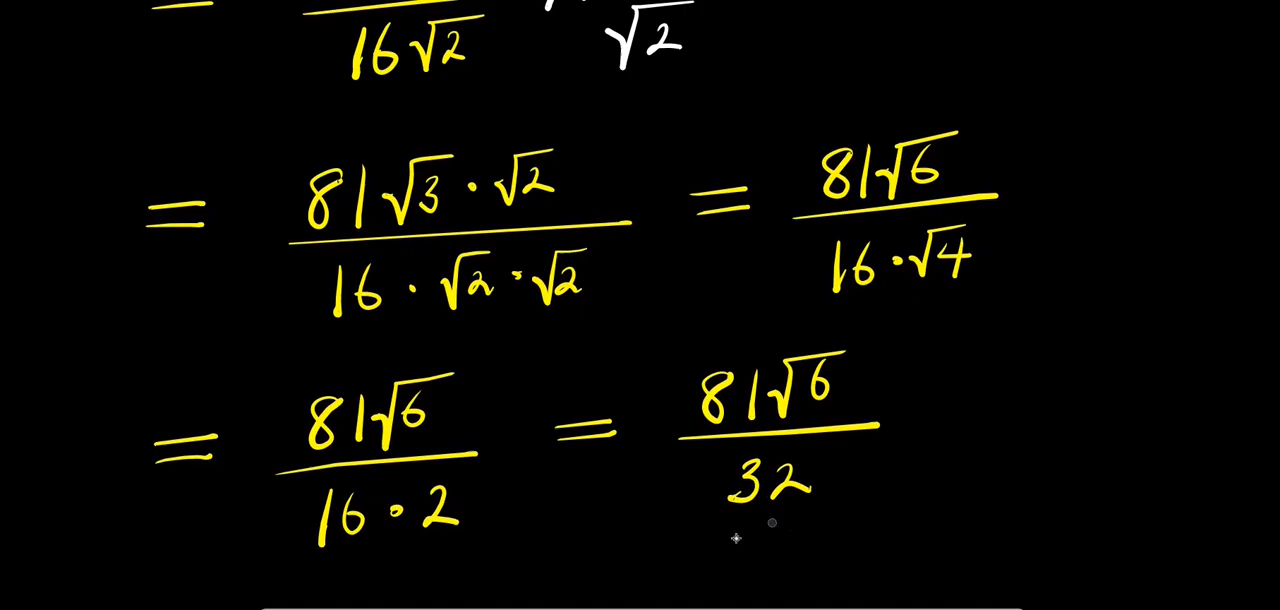 = 16√2 √2
= 81√3 · √2 / 16 · √2 · √2 = 81√6 / 16 · √4
= 81√6 / 16 · 2 = 81√6 / 32